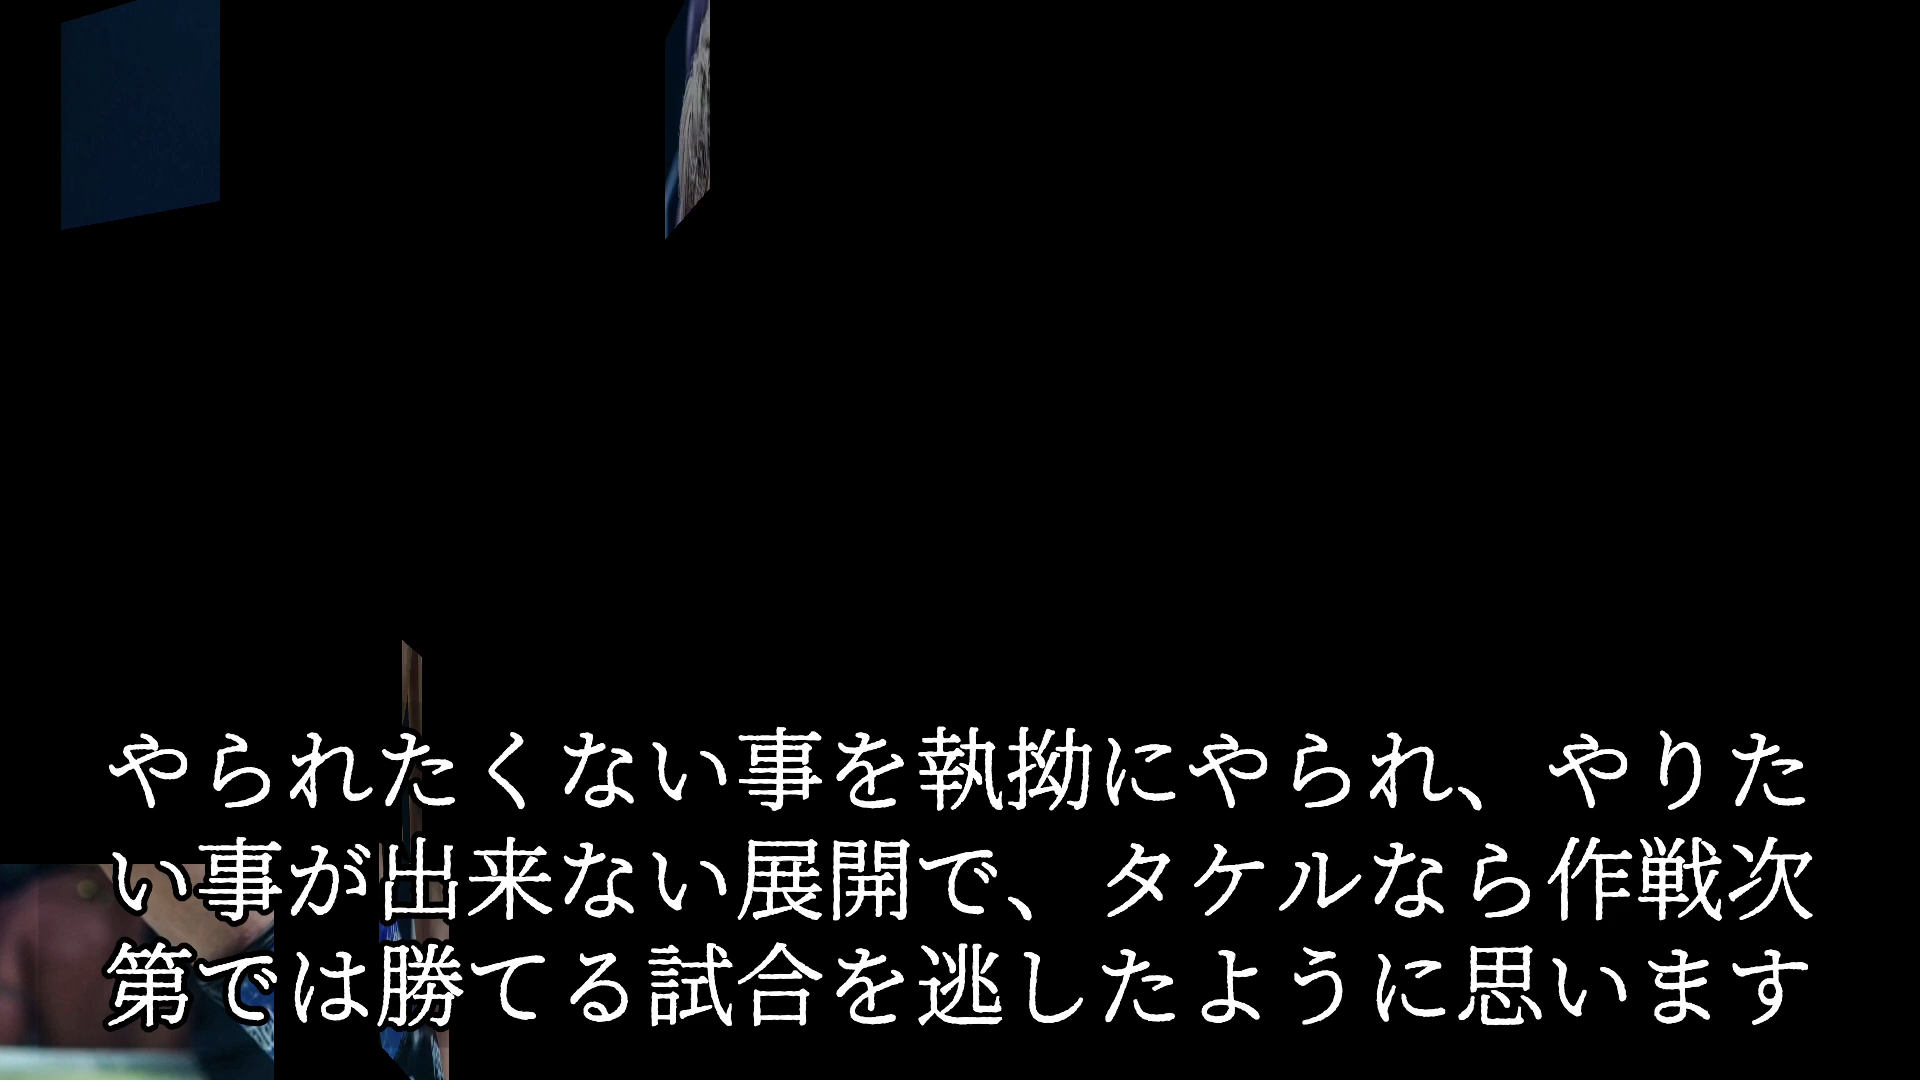 やられたくない事を執拗にやられ、やりた
い事が出来ない展開で、タケルなら作戦次
第では勝てる試合を逃したように思います